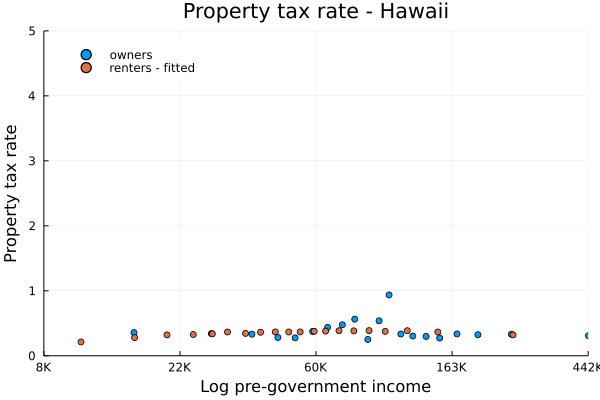 Property tax rate - Hawaii
owners
renters - fitted
Property tax rate
5
4
3
2
1
0
8K 22K 60K 163K 442K
Log pre-government income